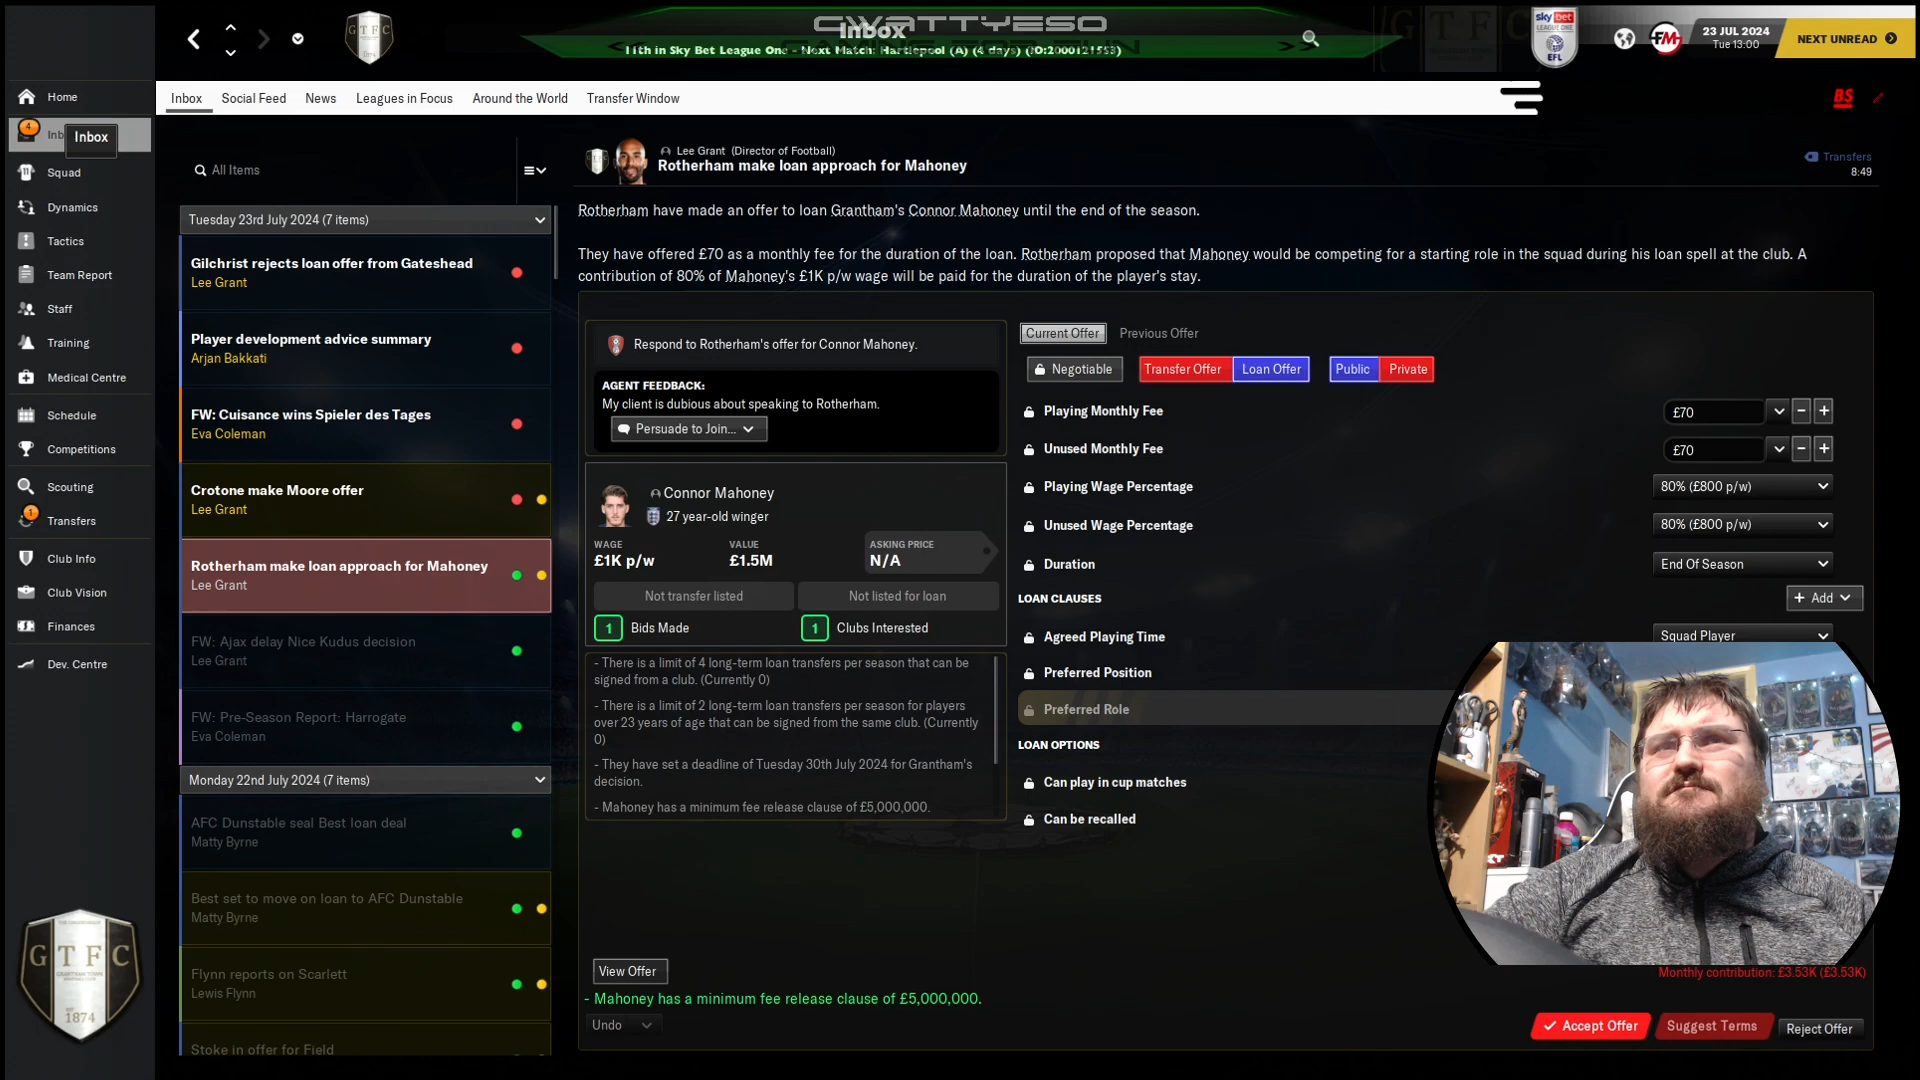 GTFC
GWATTYESO
Inbox
11th in Sky Bet League One - Next Match: Hartlepool (A) (4 days) (ID:2000121553)
sky bet
LEAGUE ONE
EFL
FM
23 JUL 2024
Tue 13:00
NEXT UNREAD
Home
4
Inb
Inbox
Squad
Dynamics
Tactics
Team Report
Staff
Training
Medical Centre
Schedule
Competitions
Scouting
1
Transfers
Club Info
Club Vision
Finances
Dev. Centre
GTFC
1874
Inbox
Social Feed
News
Leagues in Focus
Around the World
Transfer Window
BS
All Items
Tuesday 23rd July 2024 (7 items)
Gilchrist rejects loan offer from Gateshead
Lee Grant
Player development advice summary
Arjan Bakkati
FW: Cuisance wins Spieler des Tages
Eva Coleman
Crotone make Moore offer
Lee Grant
Rotherham make loan approach for Mahoney
Lee Grant
FW: Ajax delay Nice Kudus decision
Lee Grant
FW: Pre-Season Report: Harrogate
Eva Coleman
Monday 22nd July 2024 (7 items)
AFC Dunstable seal Best loan deal
Matty Byrne
Best set to move on loan to AFC Dunstable
Matty Byrne
Flynn reports on Scarlett
Lewis Flynn
Stoke in offer for Field
Lee Grant (Director of Football)
Rotherham make loan approach for Mahoney
Transfers
8:49
Rotherham have made an offer to loan Grantham's Connor Mahoney until the end of the season.
They have offered £70 as a monthly fee for the duration of the loan. Rotherham proposed that Mahoney would be competing for a starting role in the squad during his loan spell at the club. A
contribution of 80% of Mahoney's £1K p/w wage will be paid for the duration of the player's stay.
Respond to Rotherham's offer for Connor Mahoney.
AGENT FEEDBACK:
My client is dubious about speaking to Rotherham.
Persuade to Join...
Connor Mahoney
27 year-old winger
WAGE
£1K p/w
VALUE
£1.5M
ASKING PRICE
N/A
Not transfer listed
Not listed for loan
1 Bids Made
1 Clubs Interested
- There is a limit of 4 long-term loan transfers per season that can be
signed from a club. (Currently 0)
- There is a limit of 2 long-term loan transfers per season for players
over 23 years of age that can be signed from the same club. (Currently
0)
- They have set a deadline of Tuesday 30th July 2024 for Grantham's
decision.
- Mahoney has a minimum fee release clause of £5,000,000.
View Offer
- Mahoney has a minimum fee release clause of £5,000,000.
Undo
Current Offer
Previous Offer
Negotiable
Transfer Offer
Loan Offer
Public
Private
Playing Monthly Fee
£70
Unused Monthly Fee
£70
Playing Wage Percentage
80% (£800 p/w)
Unused Wage Percentage
80% (£800 p/w)
Duration
End Of Season
LOAN CLAUSES
+ Add
Agreed Playing Time
Squad Player
Preferred Position
Preferred Role
LOAN OPTIONS
Can play in cup matches
Can be recalled
Monthly contribution: £3.53K (£3.53K)
Accept Offer
Suggest Terms
Reject Offer